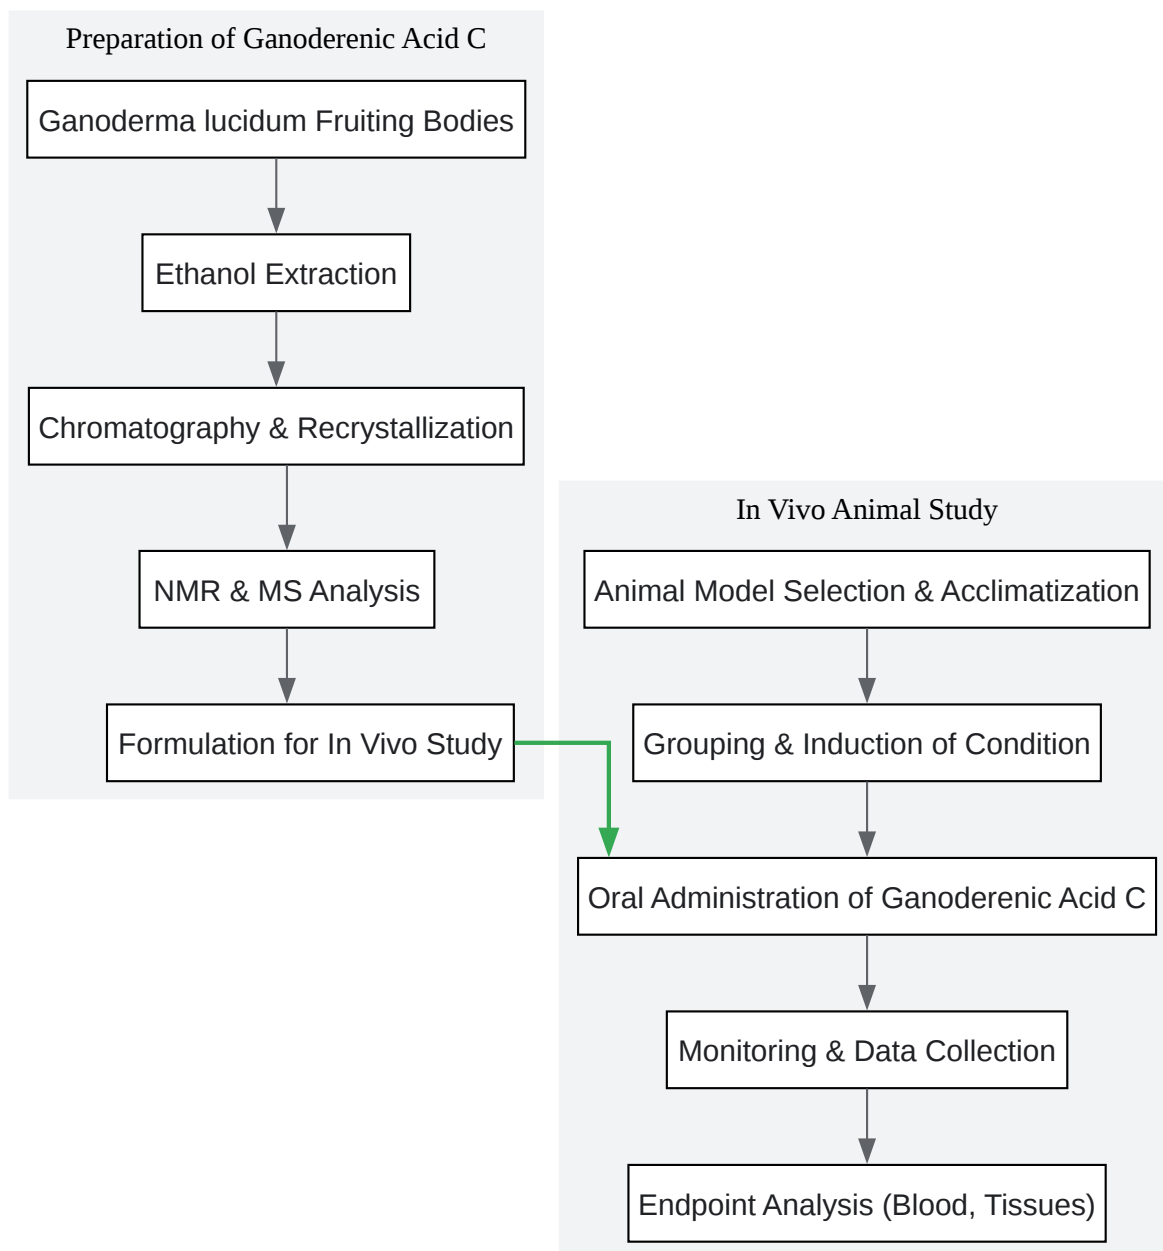 Preparation of Ganoderenic Acid C
Ganoderma lucidum Fruiting Bodies
Ethanol Extraction
Chromatography & Recrystallization
NMR & MS Analysis
Formulation for In Vivo Study
In Vivo Animal Study
Animal Model Selection & Acclimatization
Grouping & Induction of Condition
Oral Administration of Ganoderenic Acid C
Monitoring & Data Collection
Endpoint Analysis (Blood, Tissues)